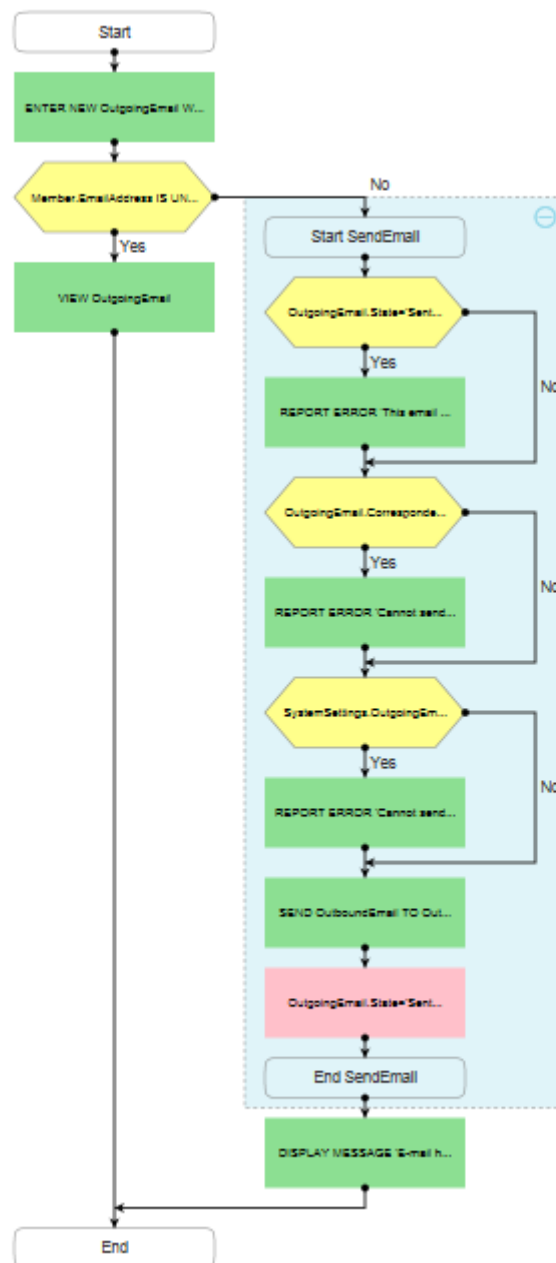 Start
ENTER NEW OutgoingEmail W...
Member.EmailAddress IS UN...
No
Yes
VIEW OutgoingEmail
Start SendEmail
OutgoingEmail.State='Sent...
Yes
No
REPORT ERROR 'This email ...
OutgoingEmail.Corresponde...
Yes
No
REPORT ERROR 'Cannot send...
SystemSettings.OutgoingEm...
Yes
No
REPORT ERROR 'Cannot send...
SEND OutboundEmail TO Out...
OutgoingEmail.State='Sent...
End SendEmail
DISPLAY MESSAGE 'E-mail h...
End